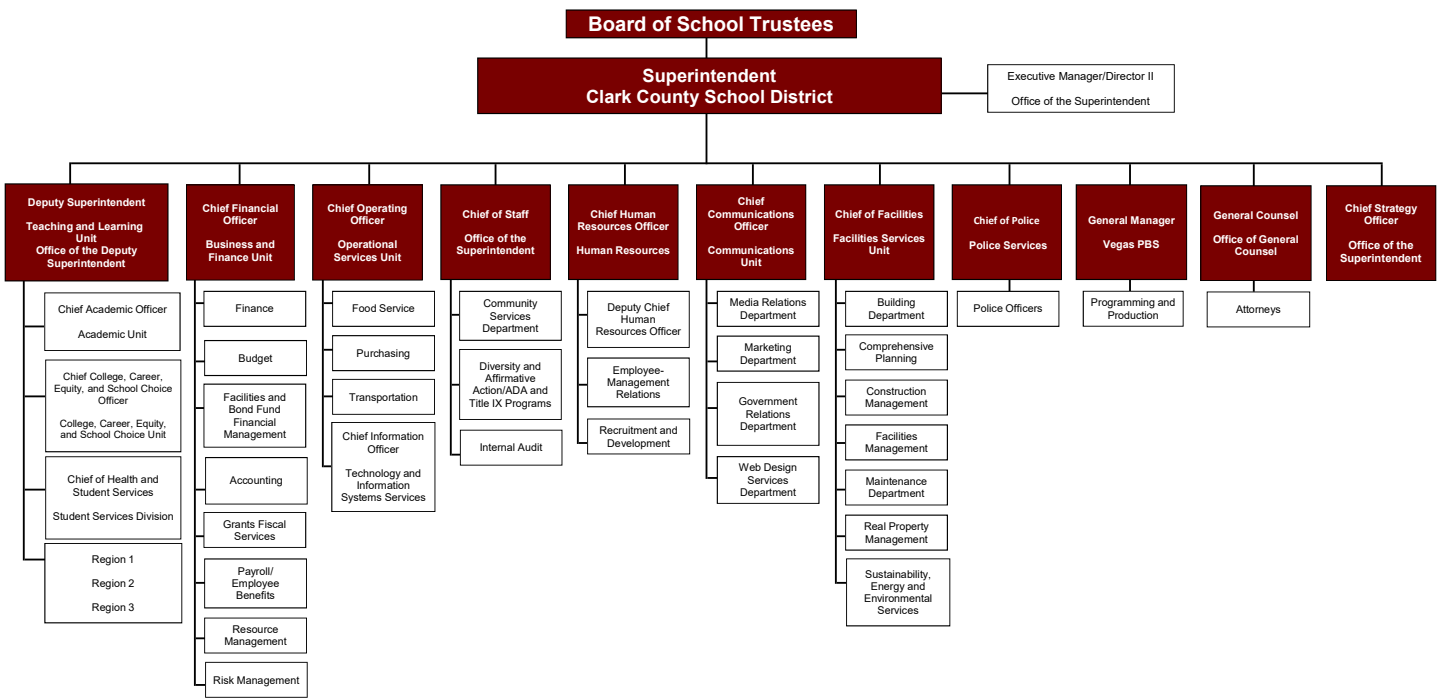 Board of School Trustees
Superintendent
Clark County School District
Executive Manager/Director II
Office of the Superintendent
Deputy Superintendent
Teaching and Learning
Unit
Office of the Deputy
Superintendent
Chief Academic Officer
Academic Unit
Chief College, Career,
Equity, and School Choice
Officer
College, Career, Equity,
and School Choice Unit
Chief of Health and
Student Services
Student Services Division
Region 1
Region 2
Region 3
Chief Financial
Officer
Business and
Finance Unit
Finance
Budget
Facilities and
Bond Fund
Financial
Management
Accounting
Grants Fiscal
Services
Payroll/
Employee
Benefits
Resource
Management
Risk Management
Chief Operating
Officer
Operational
Services Unit
Food Service
Purchasing
Transportation
Chief Information
Officer
Technology and
Information
Systems Services
Chief of Staff
Office of the
Superintendent
Community
Services
Department
Diversity and
Affirmative
Action/ADA and
Title IX Programs
Internal Audit
Chief Human
Resources Officer
Human Resources
Deputy Chief
Human
Resources Officer
Employee-
Management
Relations
Recruitment and
Development
Chief
Communications
Officer
Communications
Unit
Media Relations
Department
Marketing
Department
Government
Relations
Department
Web Design
Services
Department
Chief of Facilities
Facilities Services
Unit
Building
Department
Comprehensive
Planning
Construction
Management
Facilities
Management
Maintenance
Department
Real Property
Management
Sustainability,
Energy and
Environmental
Services
Chief of Police
Police Services
Police Officers
General Manager
Vegas PBS
Programming and
Production
General Counsel
Office of General
Counsel
Attorneys
Chief Strategy
Officer
Office of the
Superintendent